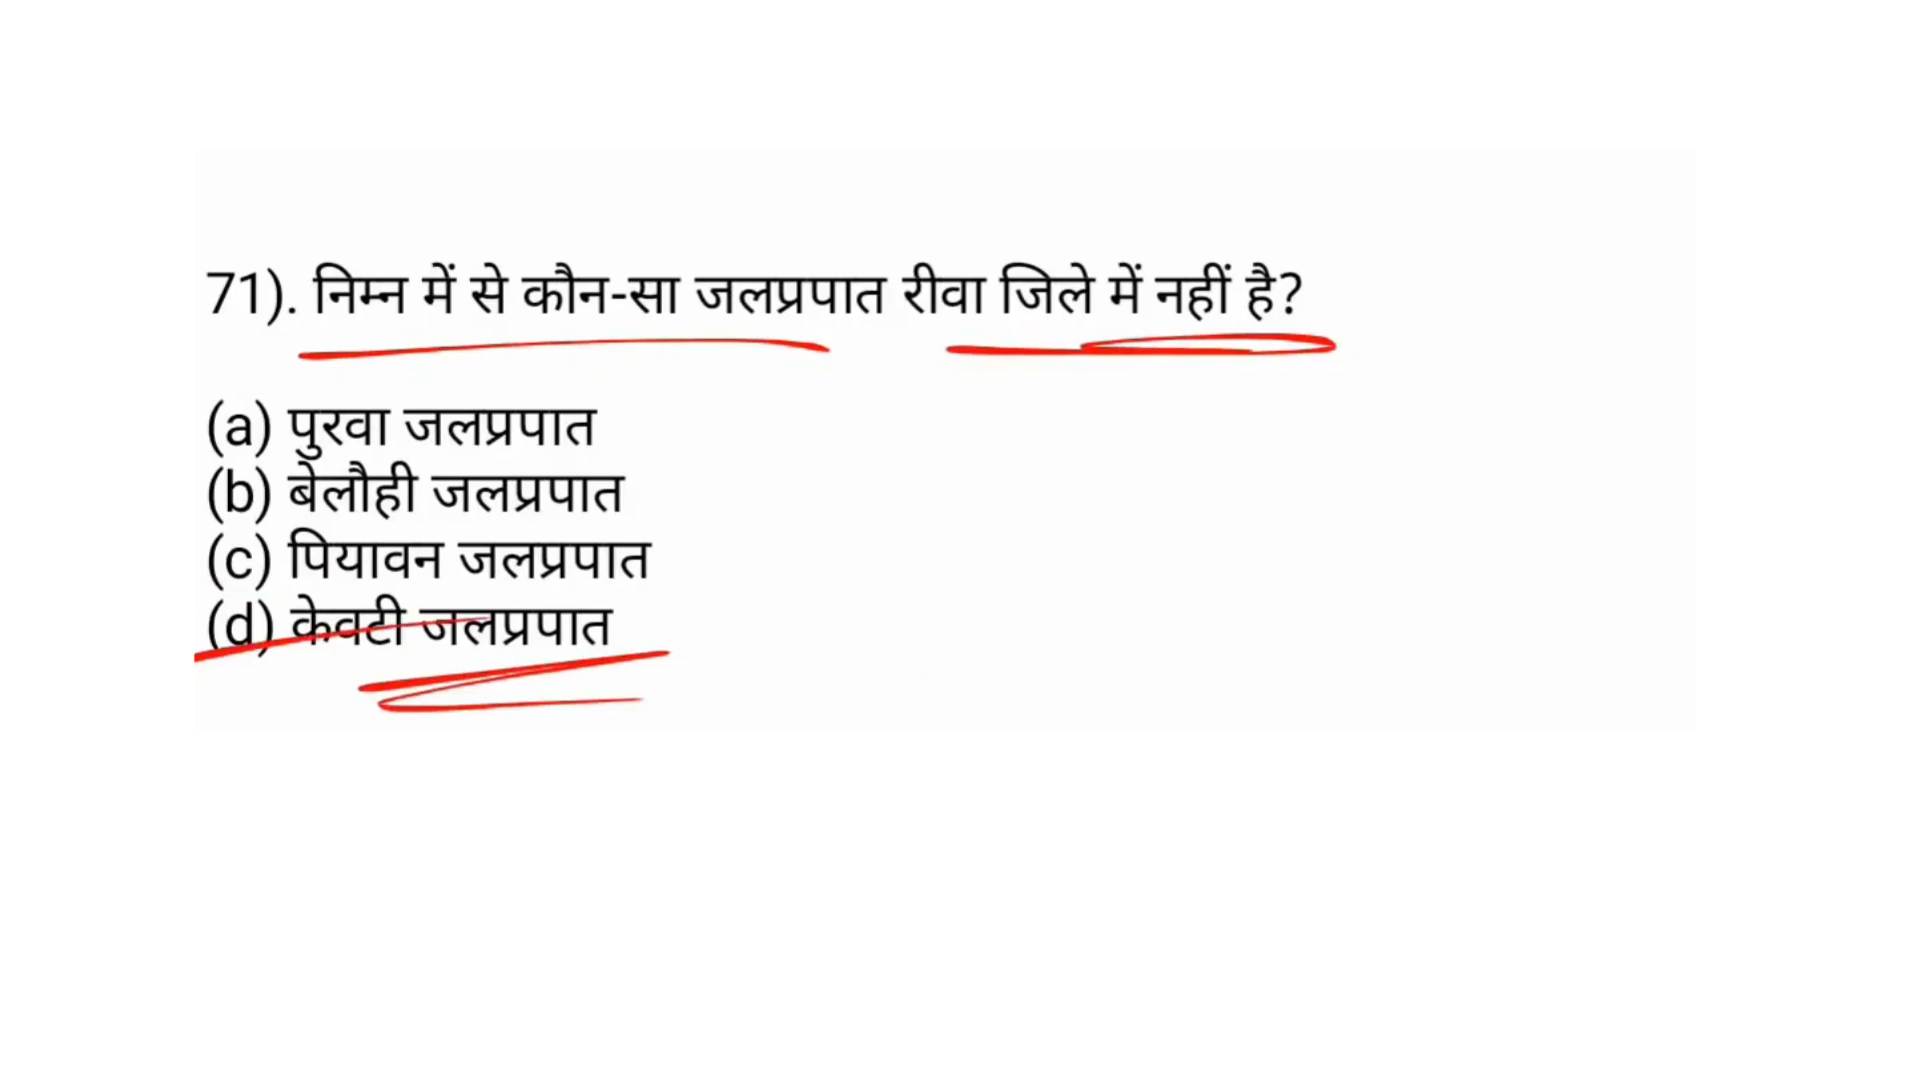 71). निम्न में से कौन-सा जलप्रपात रीवा जिले में नहीं है?
(a) पुरवा जलप्रपात
(b) बेलौही जलप्रपात
(c) पियावन जलप्रपात
(d) केवटी जलप्रपात